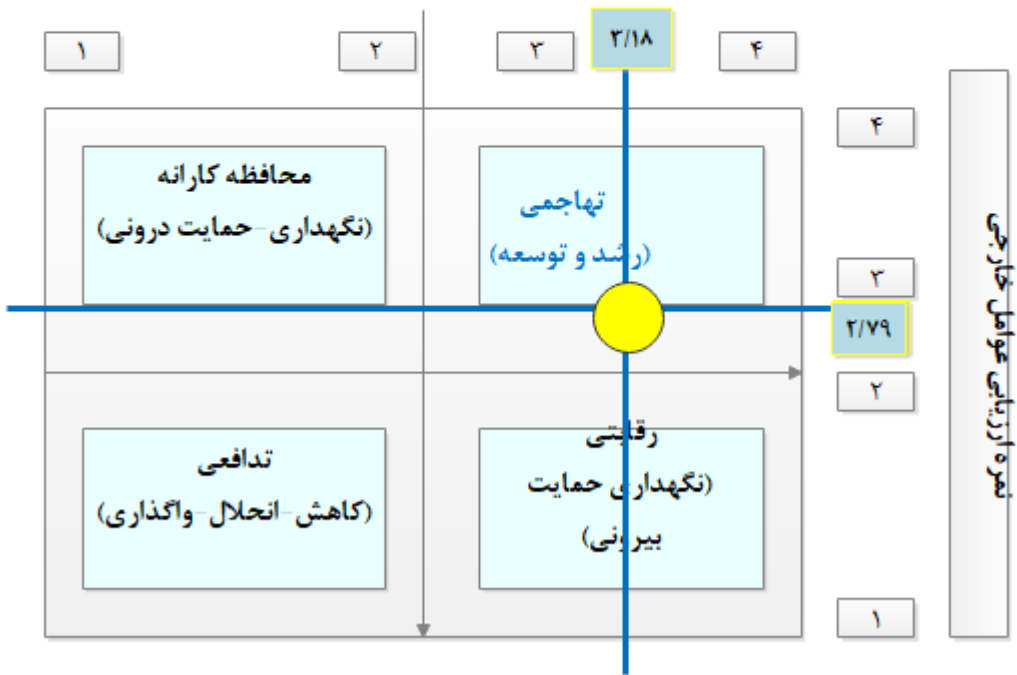 ۱
۲
۳
۳/۱۸
۴
۴
۳
۲/۷۹
۲
۱
نمره ارزیابی عوامل خارجی
تهاجمی
(رشد و توسعه)
محافظه کارانه
(نگهداری-حمایت درونی)
رقابتی
(نگهداری حمایت
بیرونی)
تدافعی
(کاهش-انحلال-واگذاری)